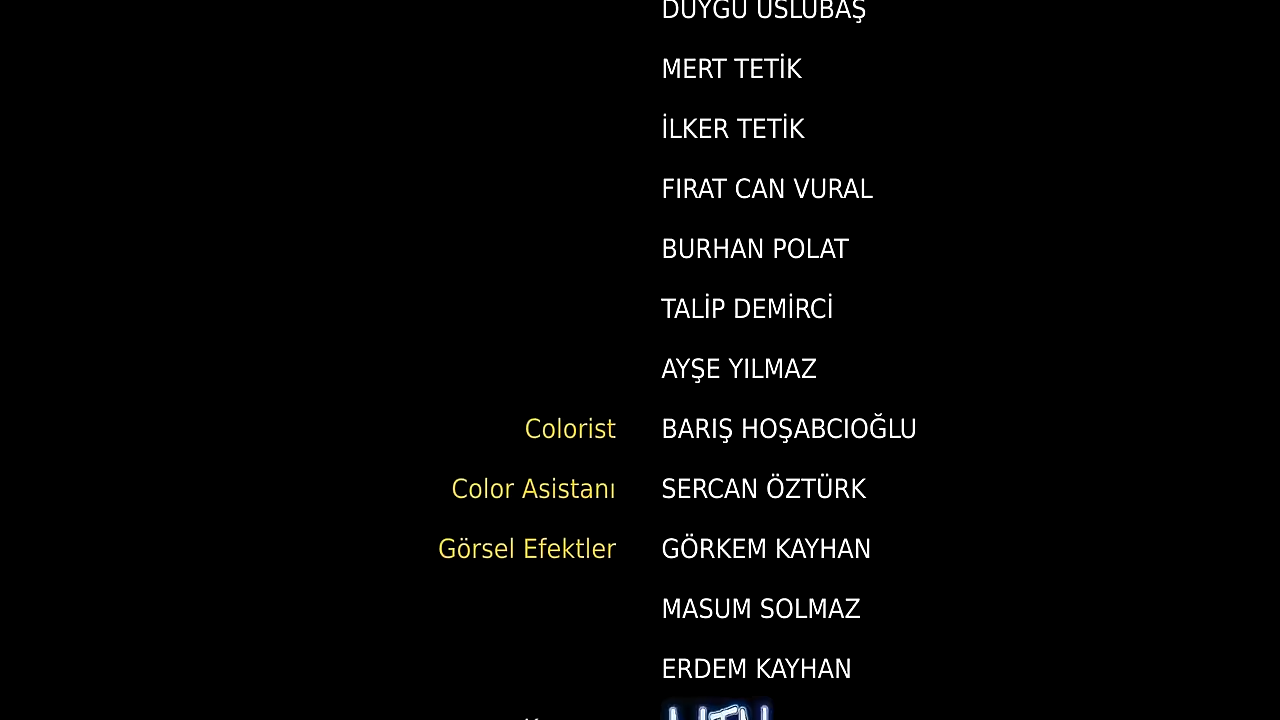 DUYGU USLUBAŞ
MERT TETİK
İLKER TETİK
FIRAT CAN VURAL
BURHAN POLAT
TALİP DEMİRCİ
AYŞE YILMAZ
Colorist BARIŞ HOŞABCIOĞLU
Color Asistanı SERCAN ÖZTÜRK
Görsel Efektler GÖRKEM KAYHAN
MASUM SOLMAZ
ERDEM KAYHAN